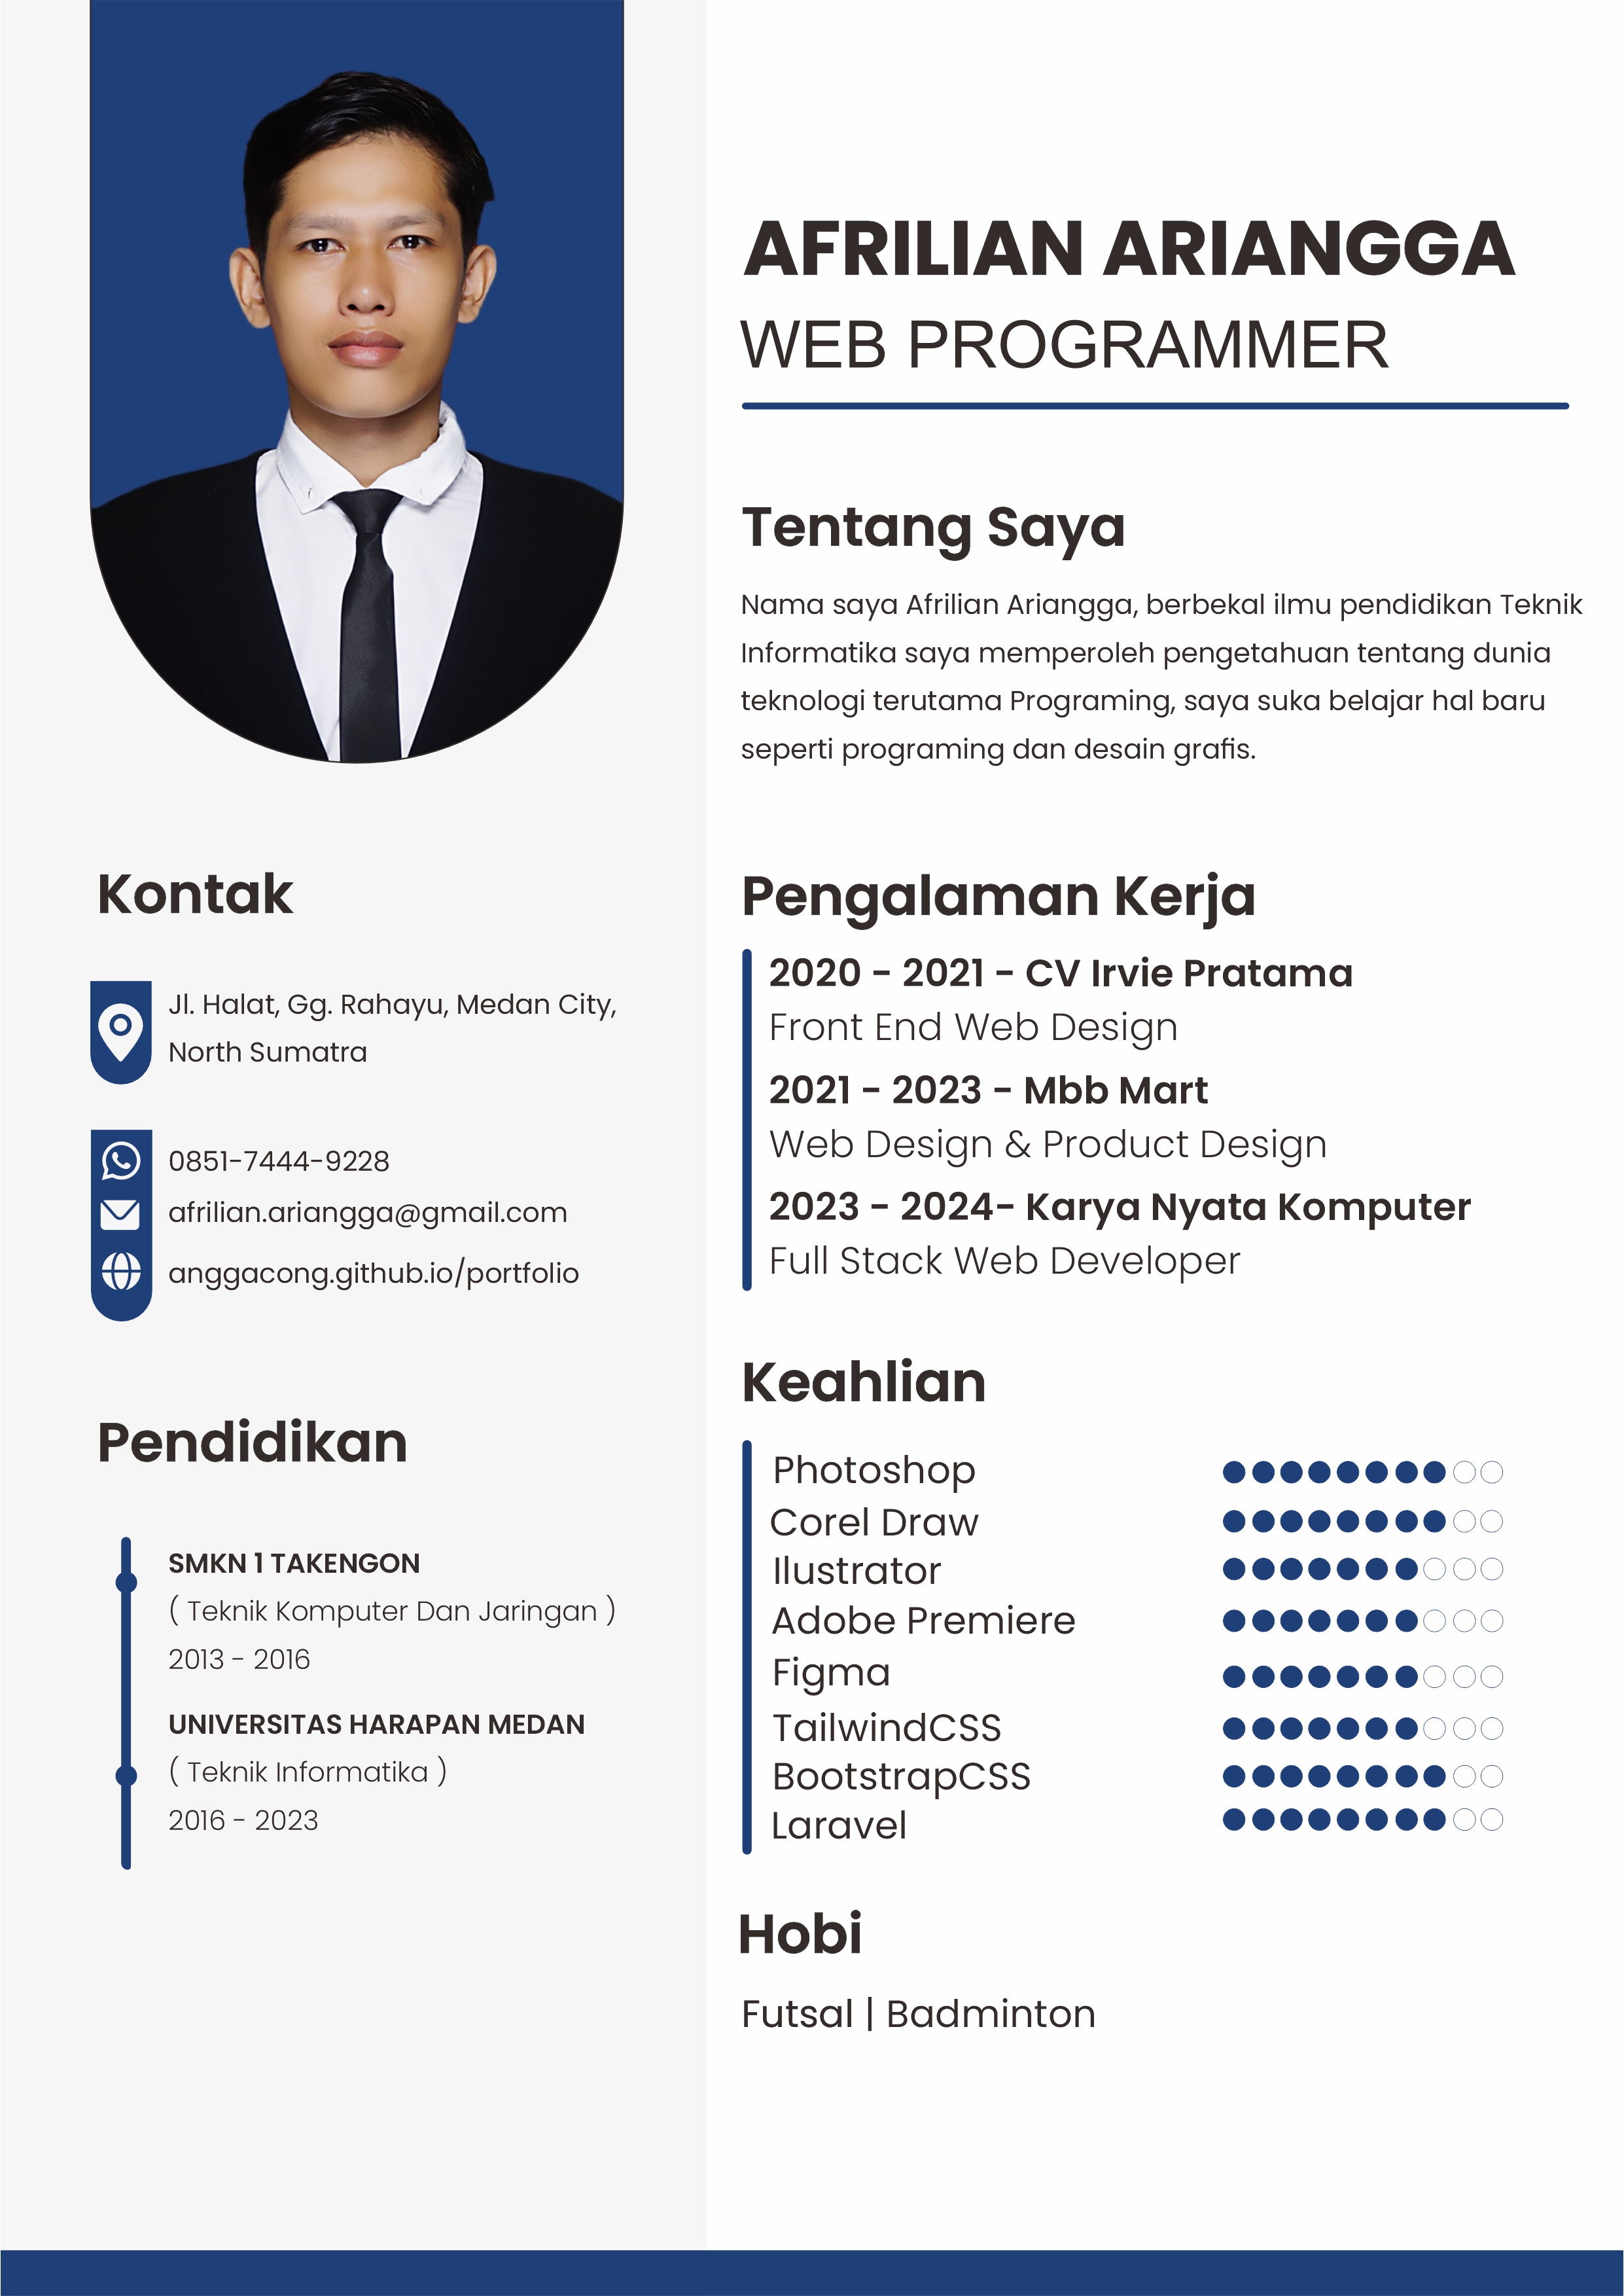 AFRILIAN ARIANGGA
WEB PROGRAMMER
Tentang Saya
Nama saya Afrilian Ariangga, berbekal ilmu pendidikan Teknik
Informatika saya memperoleh pengetahuan tentang dunia
teknologi terutama Programing, saya suka belajar hal baru
seperti programing dan desain grafis.
Kontak
Jl. Halat, Gg. Rahayu, Medan City,
North Sumatra
0851-7444-9228
afrilian.ariangga@gmail.com
anggacong.github.io/portfolio
Pendidikan
SMKN 1 TAKENGON
( Teknik Komputer Dan Jaringan )
2013 - 2016
UNIVERSITAS HARAPAN MEDAN
( Teknik Informatika )
2016 - 2023
Pengalaman Kerja
2020 - 2021 - CV Irvie Pratama
Front End Web Design
2021 - 2023 - Mbb Mart
Web Design & Product Design
2023 - 2024- Karya Nyata Komputer
Full Stack Web Developer
Keahlian
Photoshop
Corel Draw
Ilustrator
Adobe Premiere
Figma
TailwindCSS
BootstrapCSS
Laravel
Hobi
Futsal | Badminton